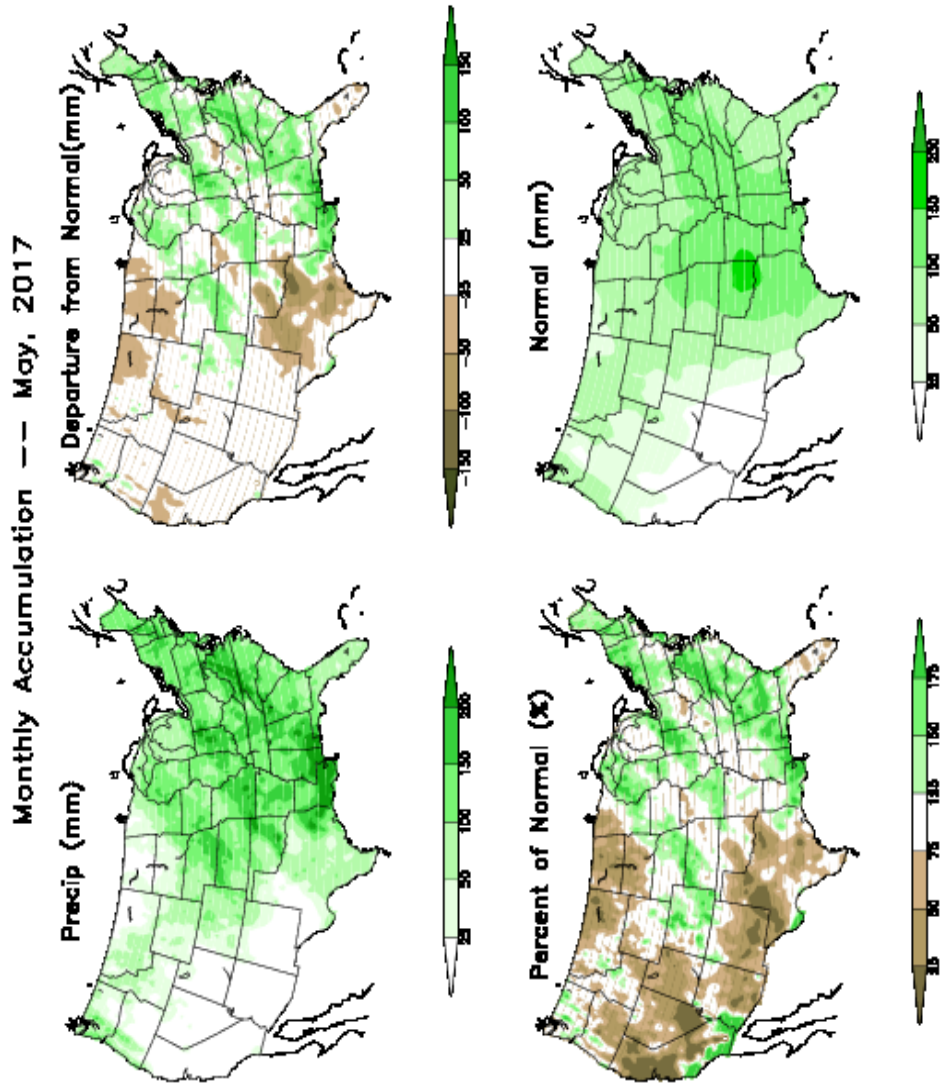 Monthly Accumulation -- May, 2017
Precip (mm)
Departure from Normal(mm)
25 50 100 150 200
-150 -100 -50 -25 25 50 100 150
Percent of Normal (%)
Normal (mm)
25 50 75 125 150 175
25 50 100 150 200